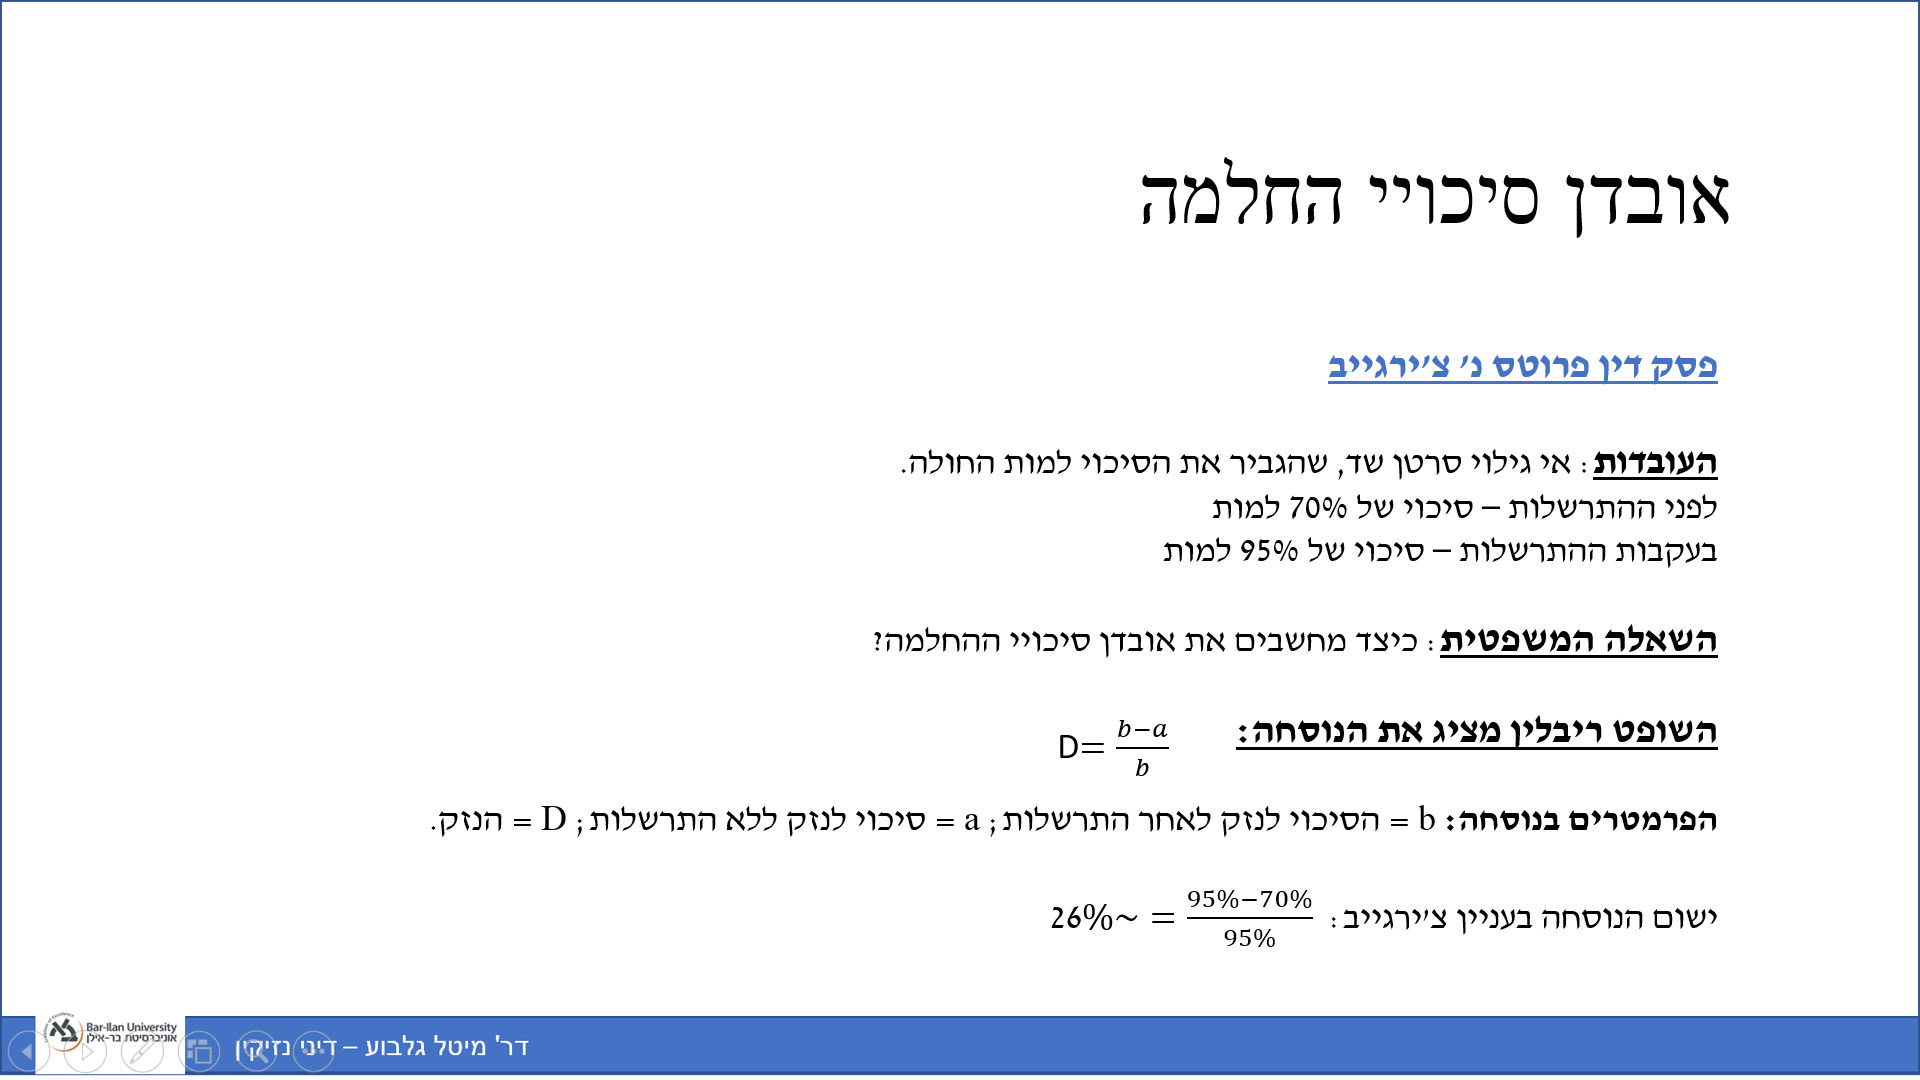 אובדן סיכויי החלמה
פסק דין פרוטס נ' צ'ירגייב
העובדות: אי גילוי סרטן שד, שהגביר את הסיכוי למות החולה.
לפני ההתרשלות – סיכוי של 70% למות
בעקבות ההתרשלות – סיכוי של 95% למות
השאלה המשפטית: כיצד מחשבים את אובדן סיכויי ההחלמה?
השופט ריבלין מציג את הנוסחה: D= (b−a)/b
הפרמטרים בנוסחה: b = הסיכוי לנזק לאחר התרשלות; a = סיכוי לנזק ללא התרשלות; D = הנזק.
ישום הנוסחה בעניין צ'ירגייב: (95%−70%)/95% = ~26%
Bar-Ilan University
אוניברסיטת בר-אילן
דר' מיטל גלבוע – דיני נזיקין